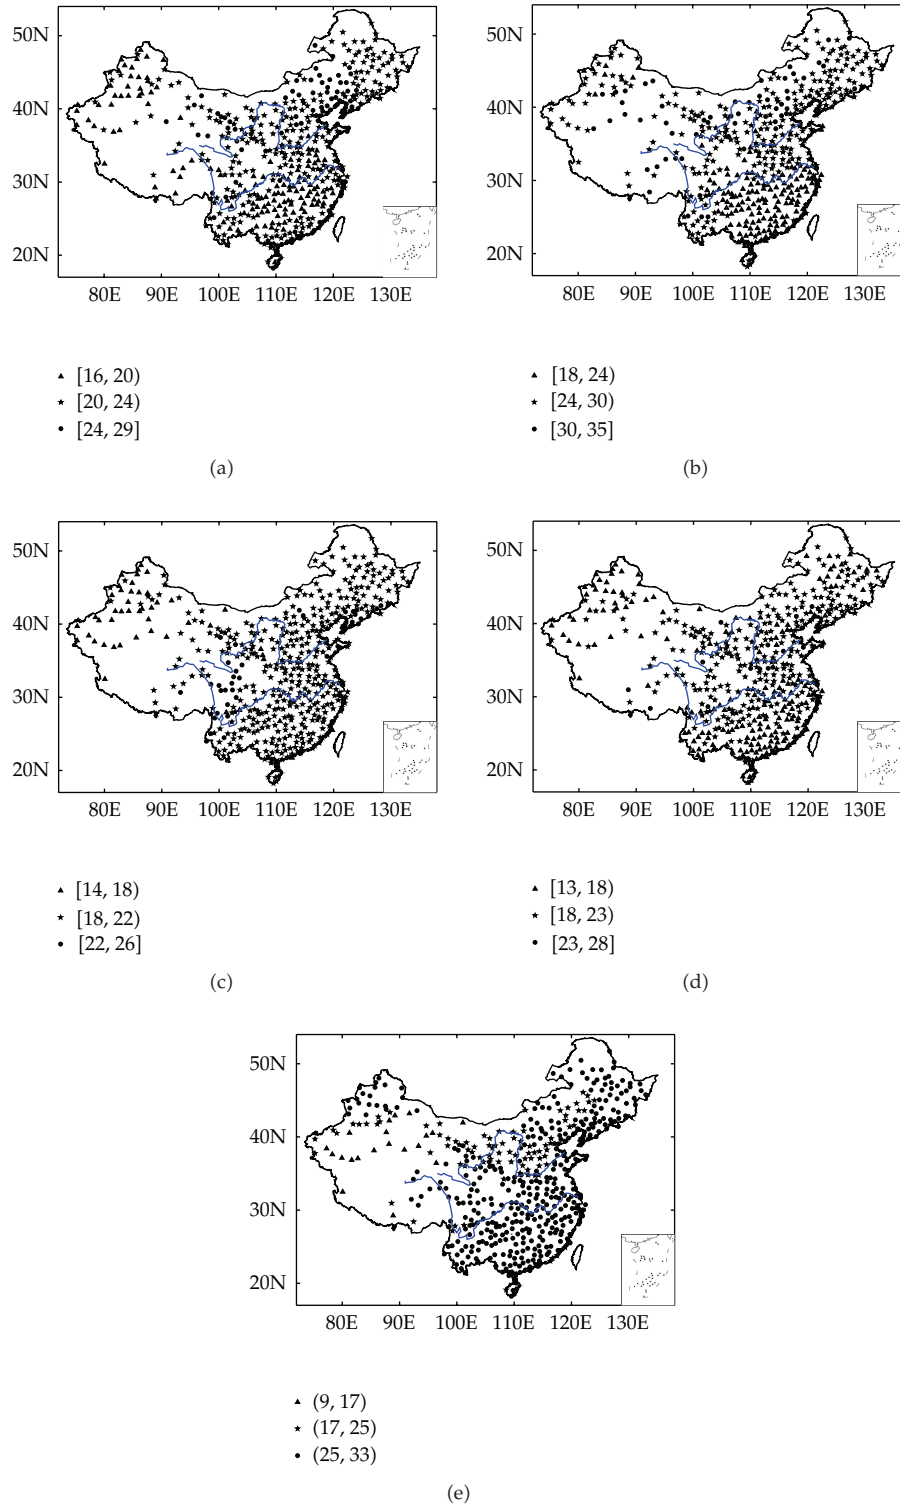 50N
40N
30N
20N
80E 90E 100E 110E 120E 130E
[16, 20)
[20, 24)
[24, 29]
(a)
50N
40N
30N
20N
80E 90E 100E 110E 120E 130E
[18, 24)
[24, 30)
[30, 35]
(b)
50N
40N
30N
20N
80E 90E 100E 110E 120E 130E
[14, 18)
[18, 22)
[22, 26]
(c)
50N
40N
30N
20N
80E 90E 100E 110E 120E 130E
[13, 18)
[18, 23)
[23, 28]
(d)
50N
40N
30N
20N
80E 90E 100E 110E 120E 130E
(9, 17)
(17, 25)
(25, 33)
(e)